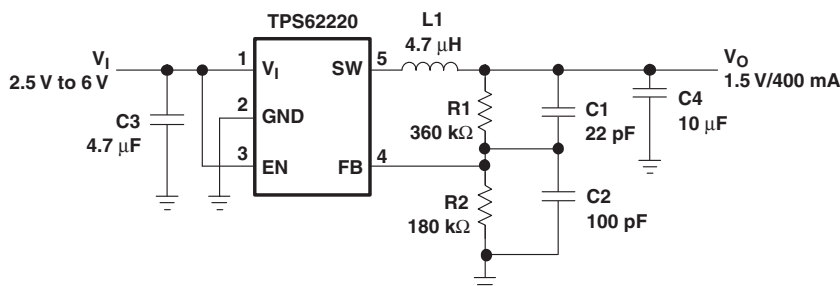 TPS62220
L1
4.7 μH
V_I
2.5 V to 6 V
1
V_I
SW
5
V_O
1.5 V/400 mA
C3
4.7 μF
2
GND
R1
360 kΩ
C1
22 pF
C4
10 μF
3
EN
FB
4
R2
180 kΩ
C2
100 pF